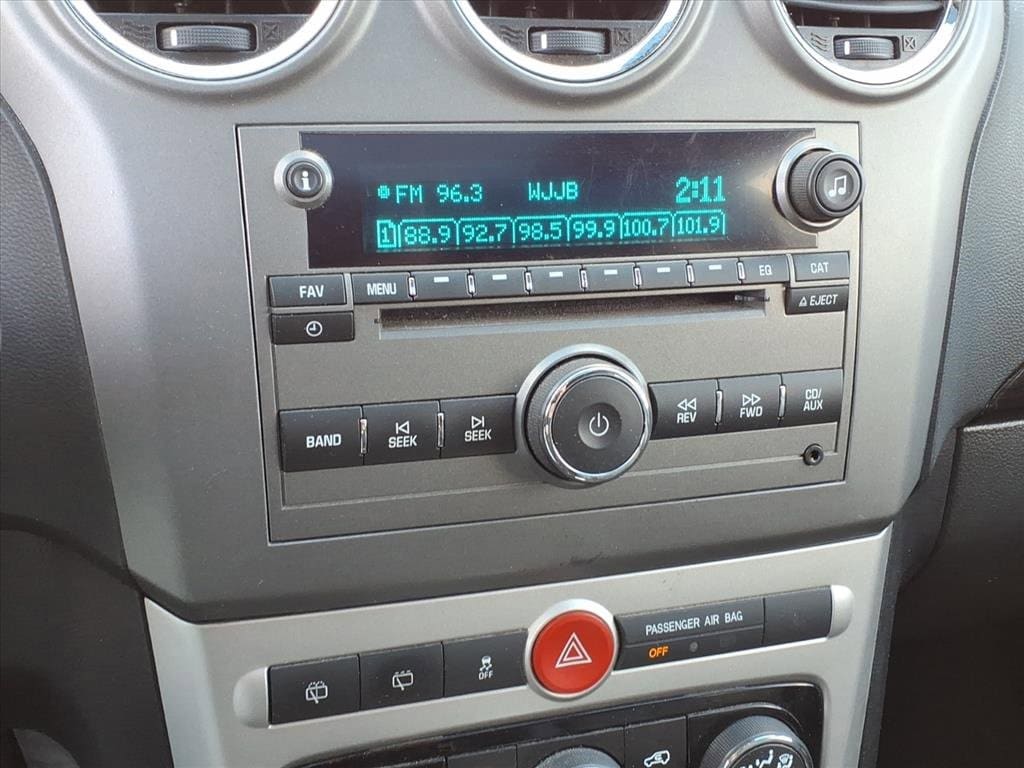 i
FM 96.3 WJJB 2:11
1 88.9 92.7 98.5 99.9 100.7 101.9
FAV MENU EQ CAT
EJECT
BAND SEEK SEEK REV FWD CD/
AUX
PASSENGER AIR BAG
OFF OFF